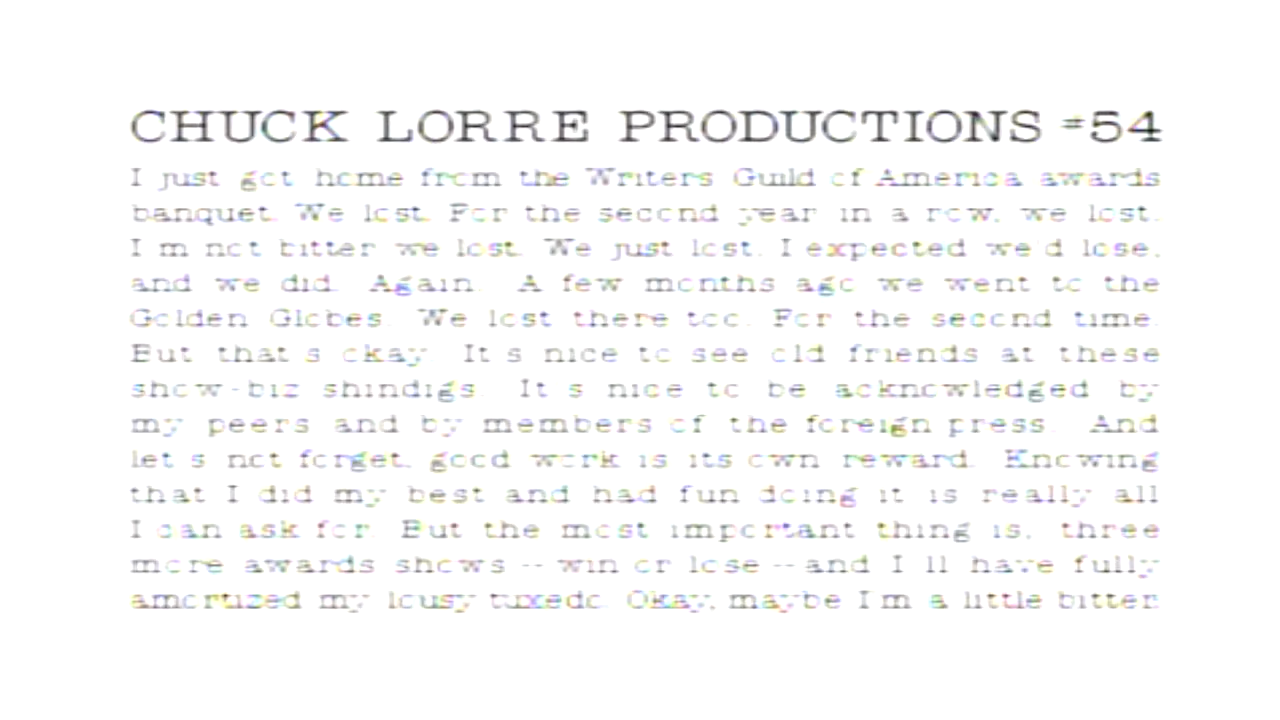 CHUCK LORRE PRODUCTIONS #54
I just got home from the Writers Guild of America awards
banquet. We lost. For the second year in a row, we lost.
I'm not bitter we lost. We just lost. I expected we'd lose,
and we did. Again. A few months ago we went to the
Golden Globes. We lost there too. For the second time.
But that's okay. It's nice to see old friends at these
show-biz shindigs. It's nice to be acknowledged by
my peers and by members of the foreign press. And
let's not forget, good work is its own reward. Knowing
that I did my best and had fun doing it is really all
I can ask for. But the most important thing is, three
more awards shows -- win or lose -- and I'll have fully
amortized my lousy tuxedo. Okay, maybe I'm a little bitter.